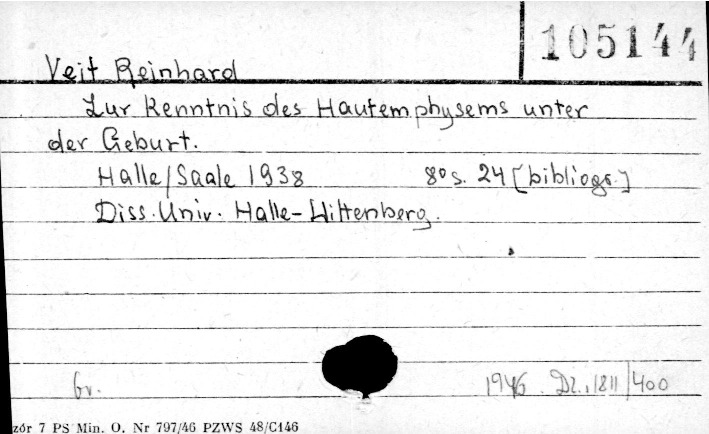 105144
Veit Reinhard
Zur Kenntnis des Hautemphysems unter
der Geburt.
Halle/Saale 1938 8° s. 24 [bibliogr.]
Diss. Univ. Halle-Wittenberg.
Gr. 1946. Dz. 1811/400
zór 7 PS Min. O. Nr 797/46 PZWS 48/C146